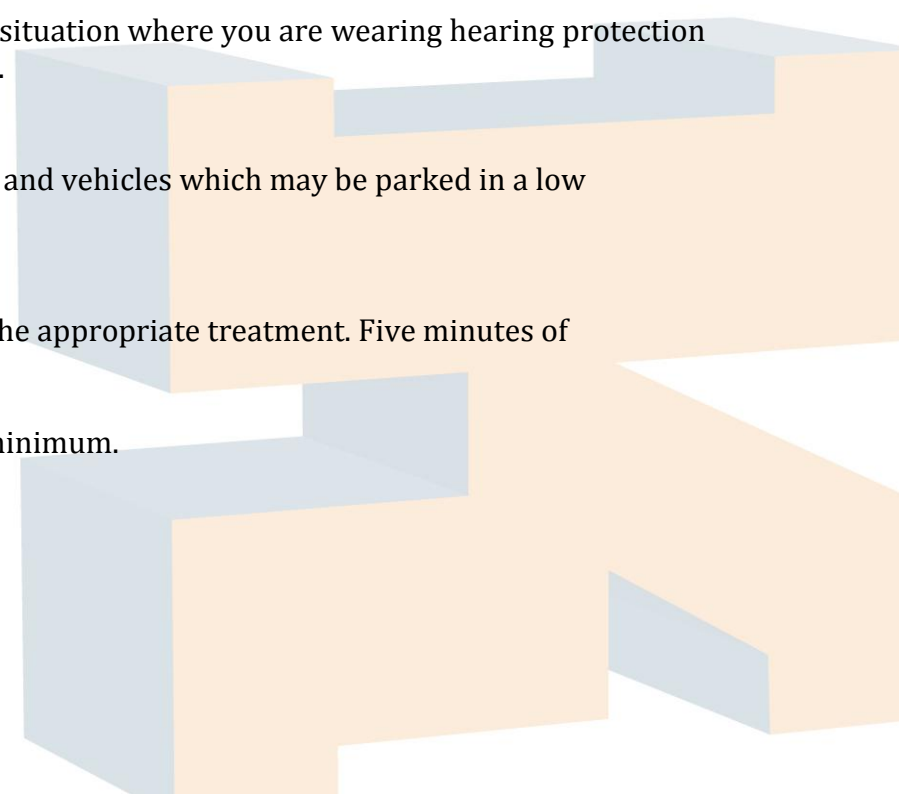 situation where you are wearing hearing protection
.
and vehicles which may be parked in a low
he appropriate treatment. Five minutes of
ninimum.